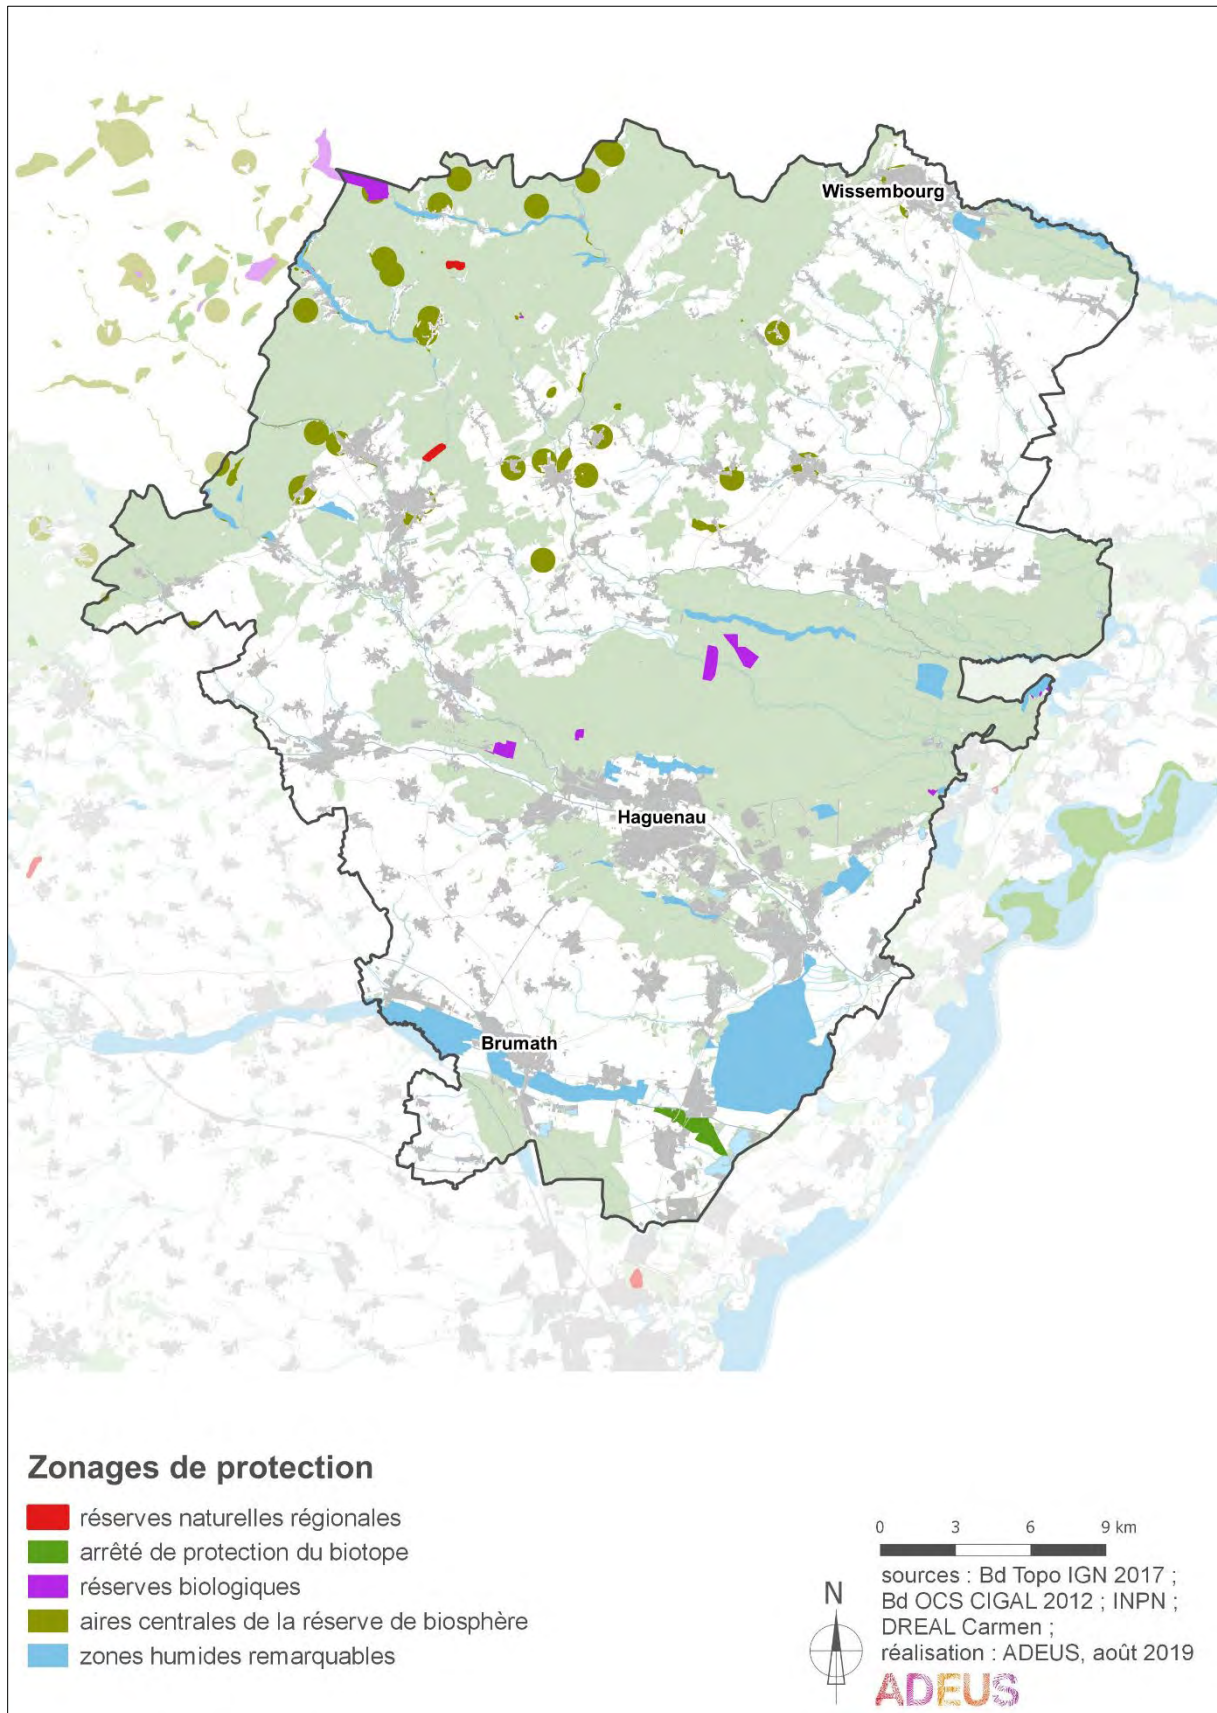 Wissembourg
Haguenau
Brumath
Zonages de protection
réserves naturelles régionales
arrêté de protection du biotope
réserves biologiques
aires centrales de la réserve de biosphère
zones humides remarquables
0 3 6 9 km
N
sources : Bd Topo IGN 2017 ;
Bd OCS CIGAL 2012 ; INPN ;
DREAL Carmen ;
réalisation : ADEUS, août 2019
ADEUS